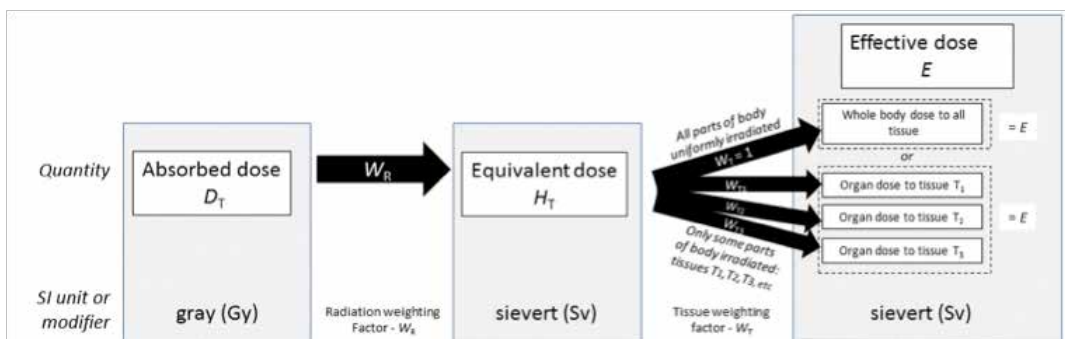 Effective dose
E
All parts of body
uniformly irradiated
W_T = 1
Whole body dose to all
tissue
= E
or
Quantity
Absorbed dose
D_T
W_R
Equivalent dose
H_T
W_T1
W_T2
W_T3
Organ dose to tissue T_1
Organ dose to tissue T_2
Organ dose to tissue T_3
= E
Only some parts
of body irradiated:
tissues T1, T2, T3, etc
SI unit or
modifier
gray (Gy)
Radiation weighting
Factor - W_R
sievert (Sv)
Tissue weighting
factor - W_T
sievert (Sv)